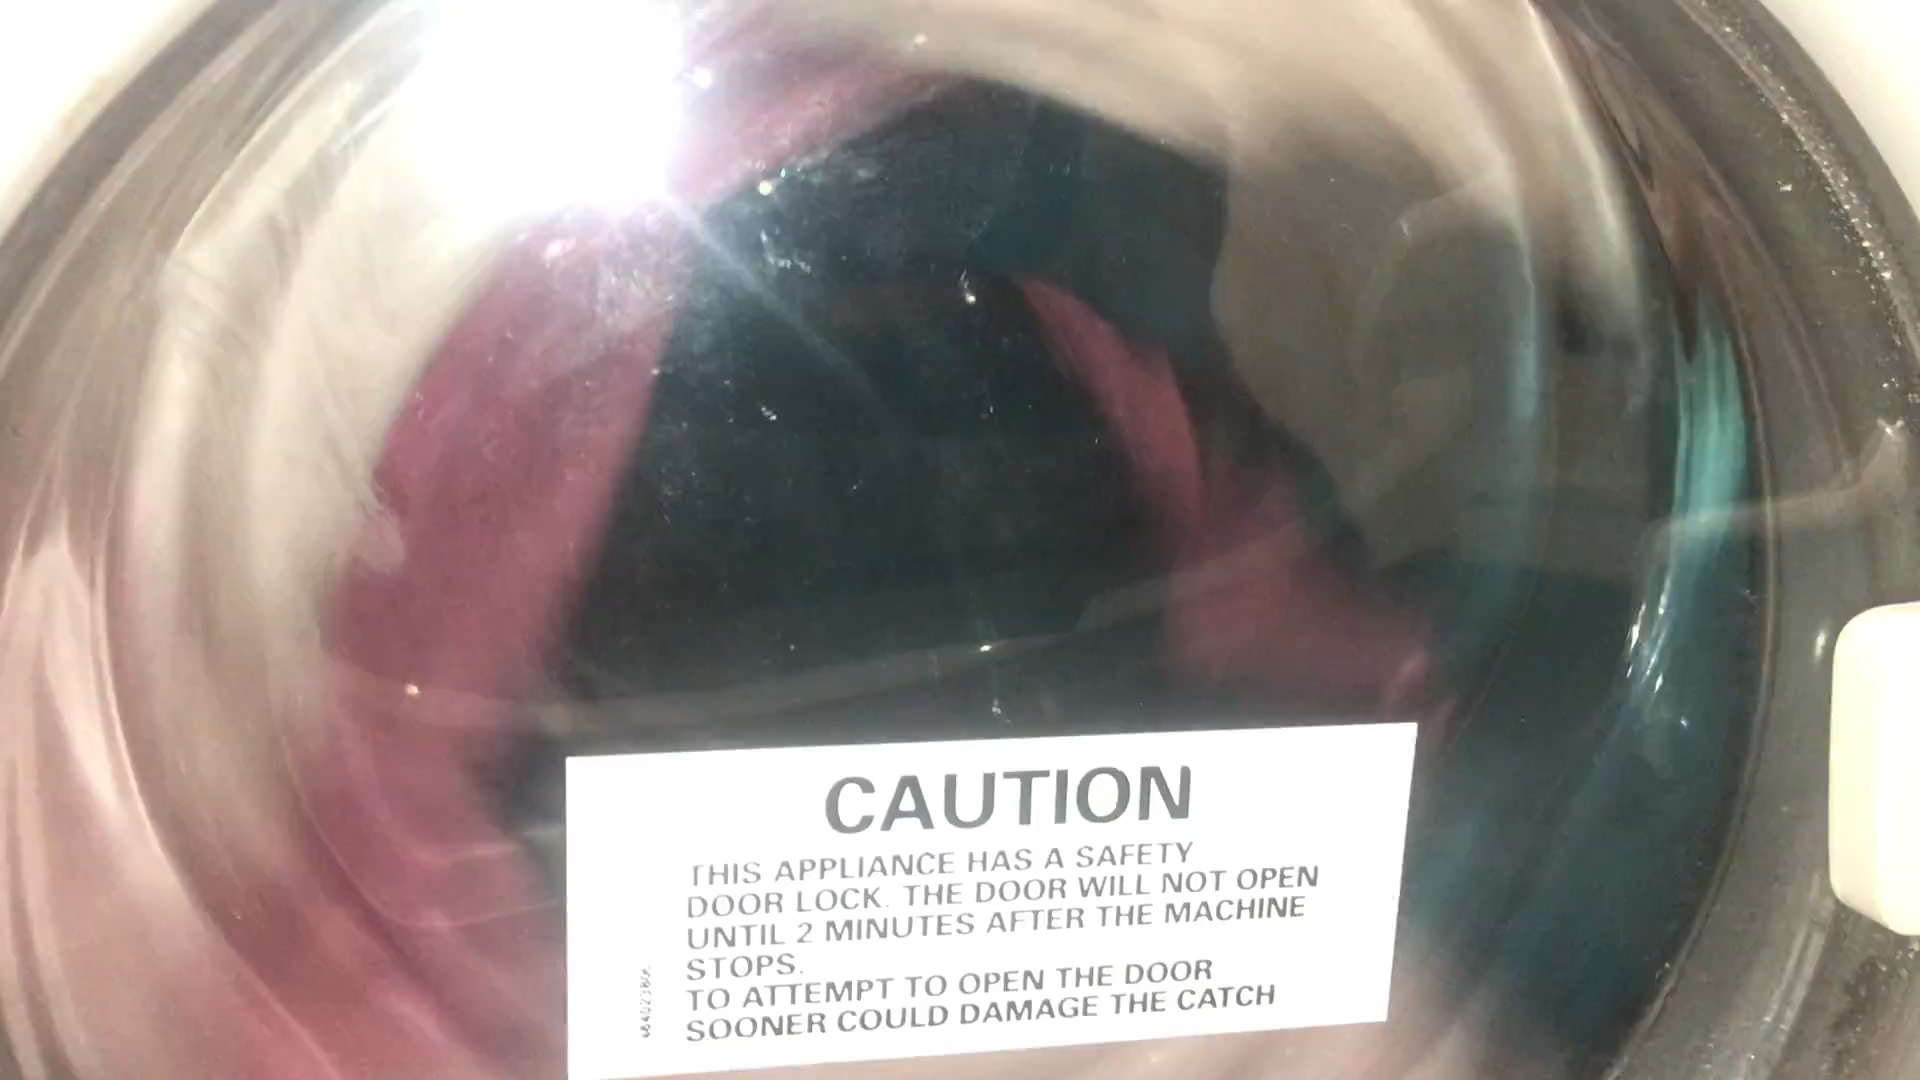 CAUTION
THIS APPLIANCE HAS A SAFETY
DOOR LOCK. THE DOOR WILL NOT OPEN
UNTIL 2 MINUTES AFTER THE MACHINE
STOPS.
TO ATTEMPT TO OPEN THE DOOR
SOONER COULD DAMAGE THE CATCH